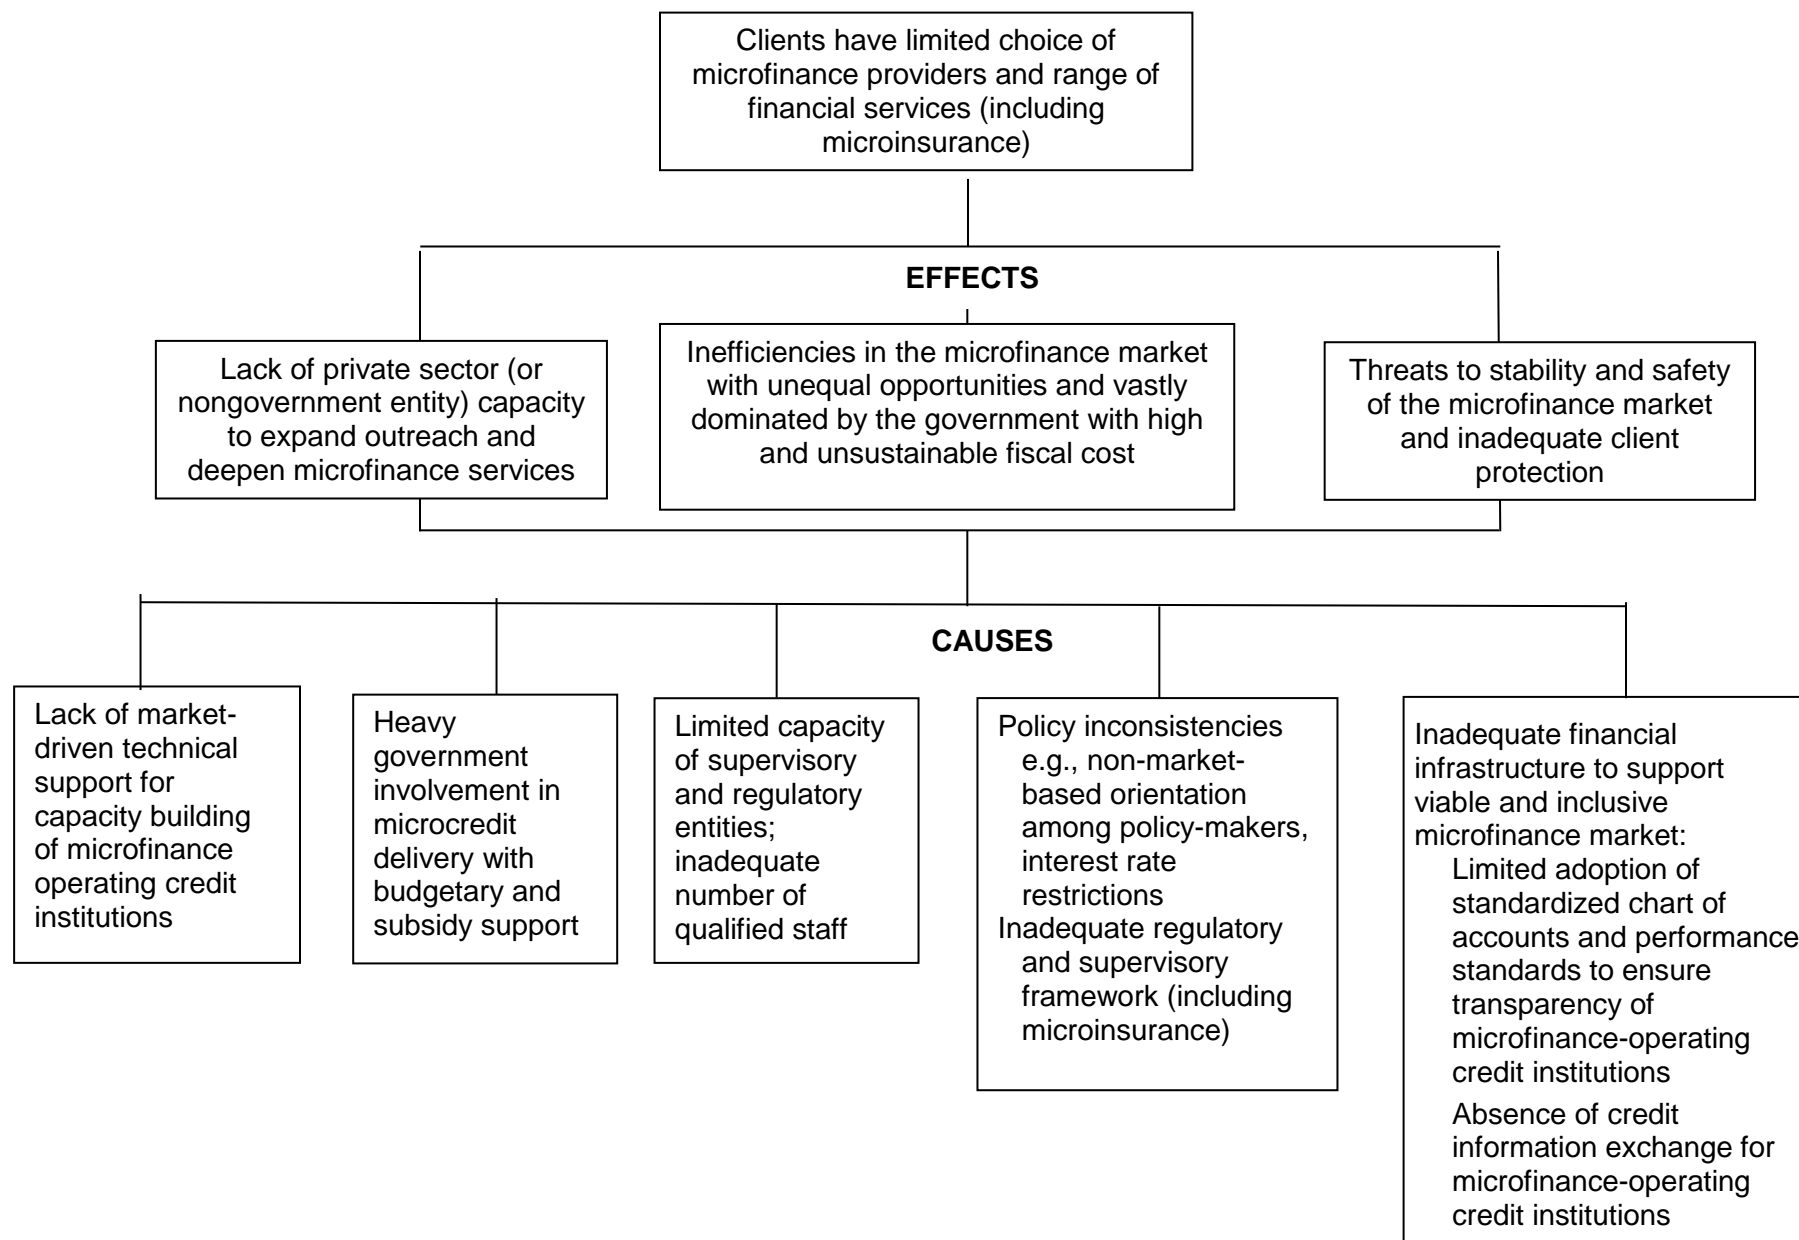 Clients have limited choice of
microfinance providers and range of
financial services (including
microinsurance)
EFFECTS
Lack of private sector (or
nongovernment entity) capacity
to expand outreach and
deepen microfinance services
Inefficiencies in the microfinance market
with unequal opportunities and vastly
dominated by the government with high
and unsustainable fiscal cost
Threats to stability and safety
of the microfinance market
and inadequate client
protection
CAUSES
Lack of market-
driven technical
support for
capacity building
of microfinance
operating credit
institutions
Heavy
government
involvement in
microcredit
delivery with
budgetary and
subsidy support
Limited capacity
of supervisory
and regulatory
entities;
inadequate
number of
qualified staff
Policy inconsistencies
e.g., non-market-
based orientation
among policy-makers,
interest rate
restrictions
Inadequate regulatory
and supervisory
framework (including
microinsurance)
Inadequate financial
infrastructure to support
viable and inclusive
microfinance market:
Limited adoption of
standardized chart of
accounts and performance
standards to ensure
transparency of
microfinance-operating
credit institutions
Absence of credit
information exchange for
microfinance-operating
credit institutions